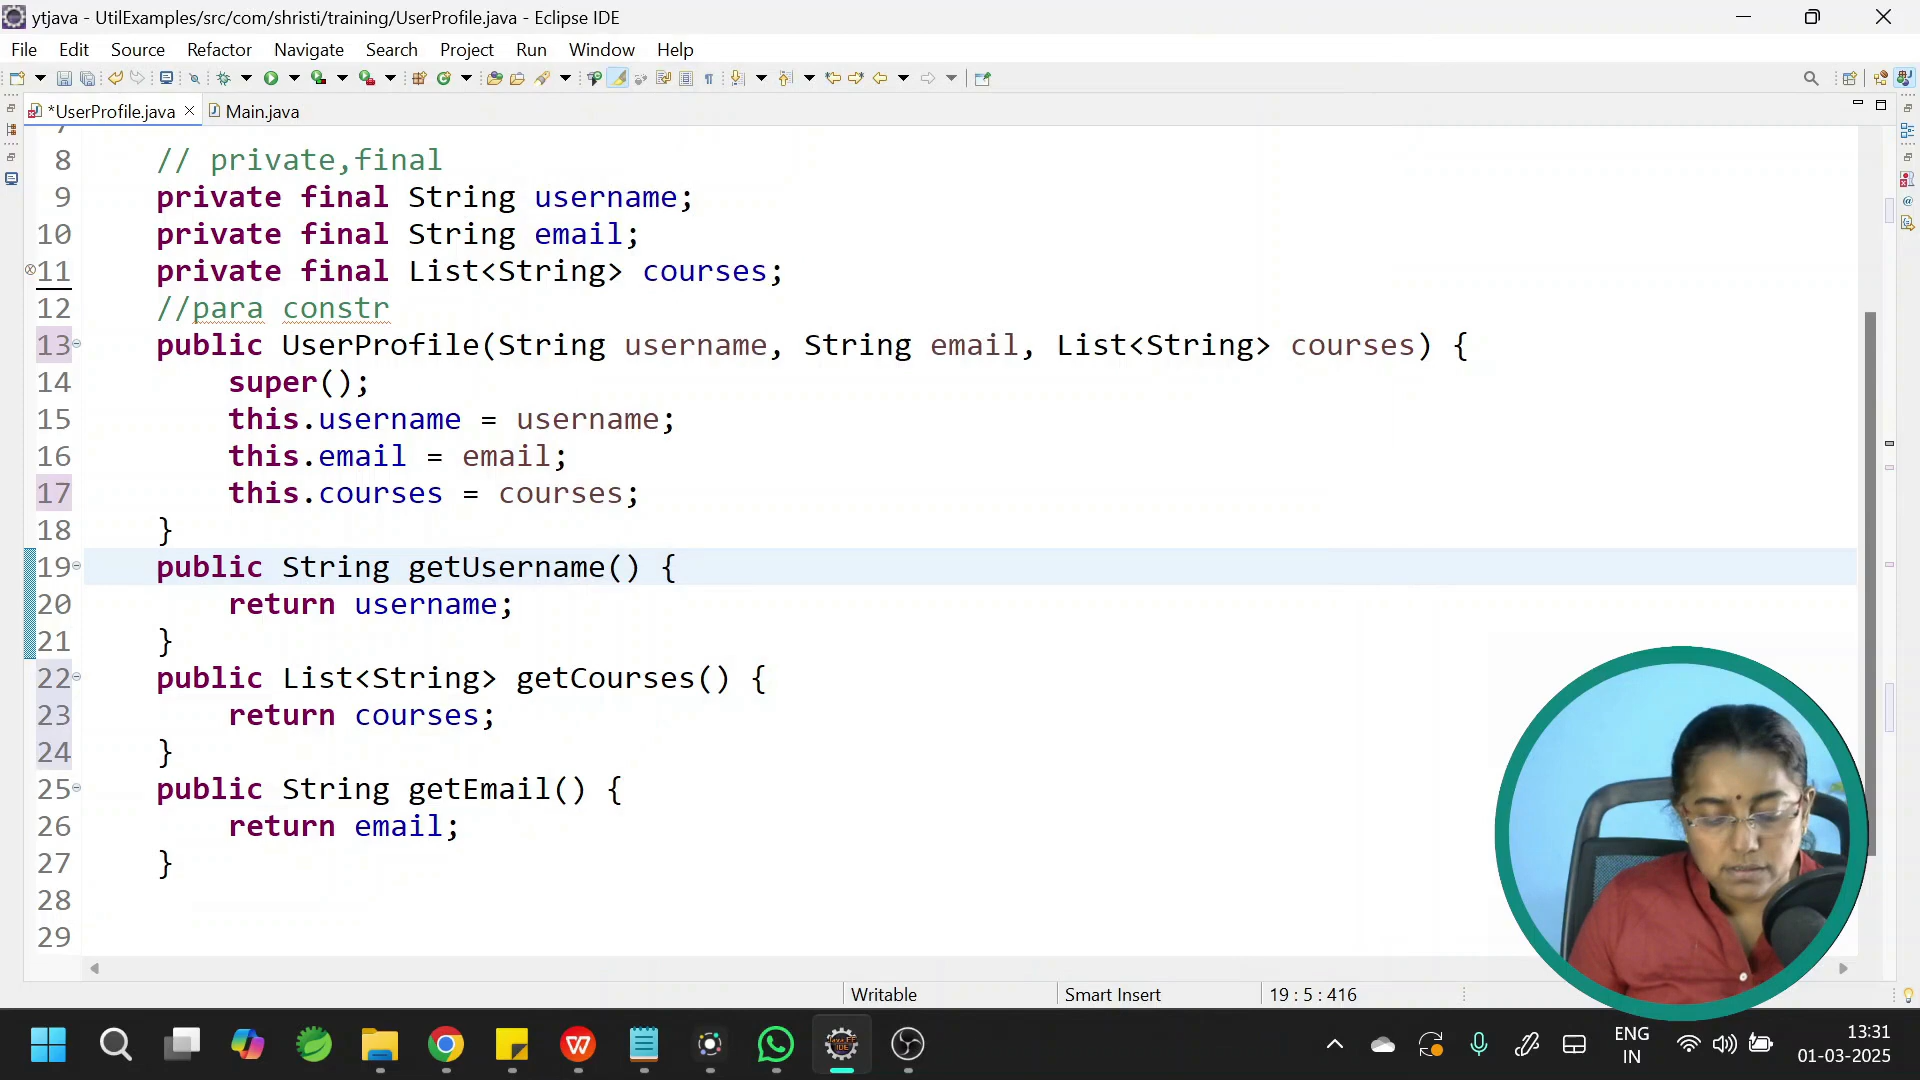 ytjava - UtilExamples/src/com/shristi/training/UserProfile.java - Eclipse IDE
File Edit Source Refactor Navigate Search Project Run Window Help
*UserProfile.java Main.java
8 // private,final
9 private final String username;
10 private final String email;
11 private final List<String> courses;
12 //para constr
13 public UserProfile(String username, String email, List<String> courses) {
14 super();
15 this.username = username;
16 this.email = email;
17 this.courses = courses;
18 }
19 public String getUsername() {
20 return username;
21 }
22 public List<String> getCourses() {
23 return courses;
24 }
25 public String getEmail() {
26 return email;
27 }
28
29
Writable Smart Insert 19 : 5 : 416
ENG 13:31
IN 01-03-2025